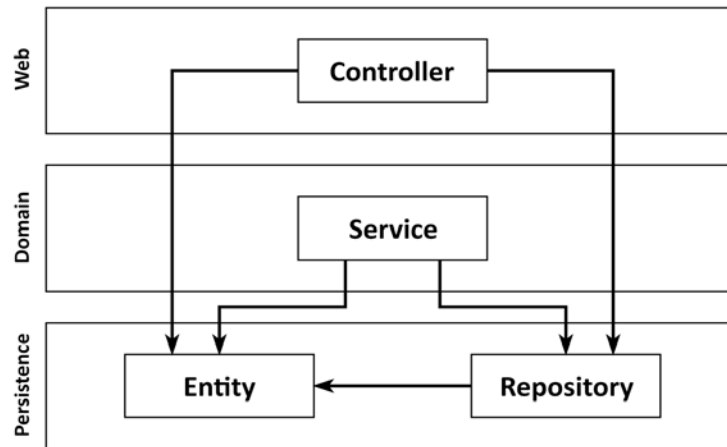 Web
Controller
Domain
Service
Persistence
Entity
Repository